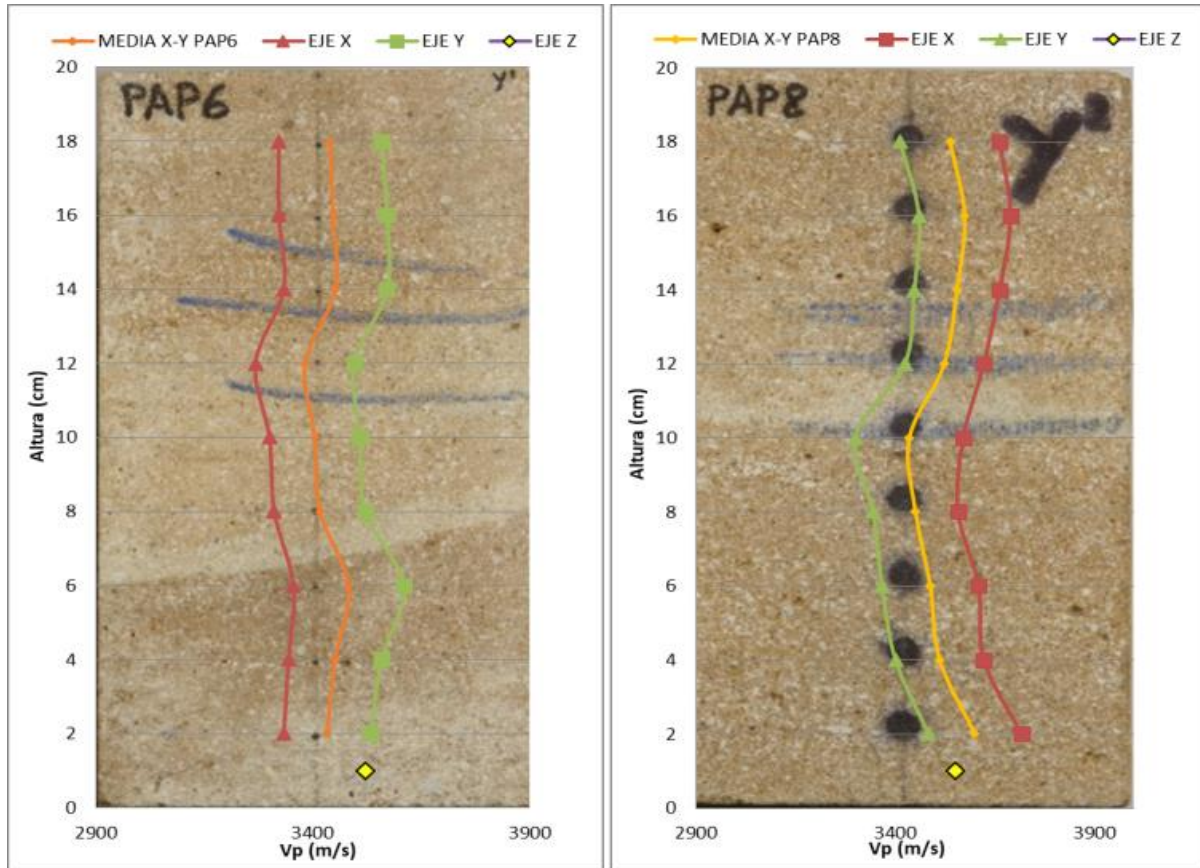 MEDIA X-Y PAP6 EJE X EJE Y EJE Z
20
18
16
14
12
10
8
6
4
2
0
Altura (cm)
PAP6
Y'
2900 3400 3900
Vp (m/s)
MEDIA X-Y PAP8 EJE X EJE Y EJE Z
20
18
16
14
12
10
8
6
4
2
0
Altura (cm)
PAP8
Y'
2900 3400 3900
Vp (m/s)